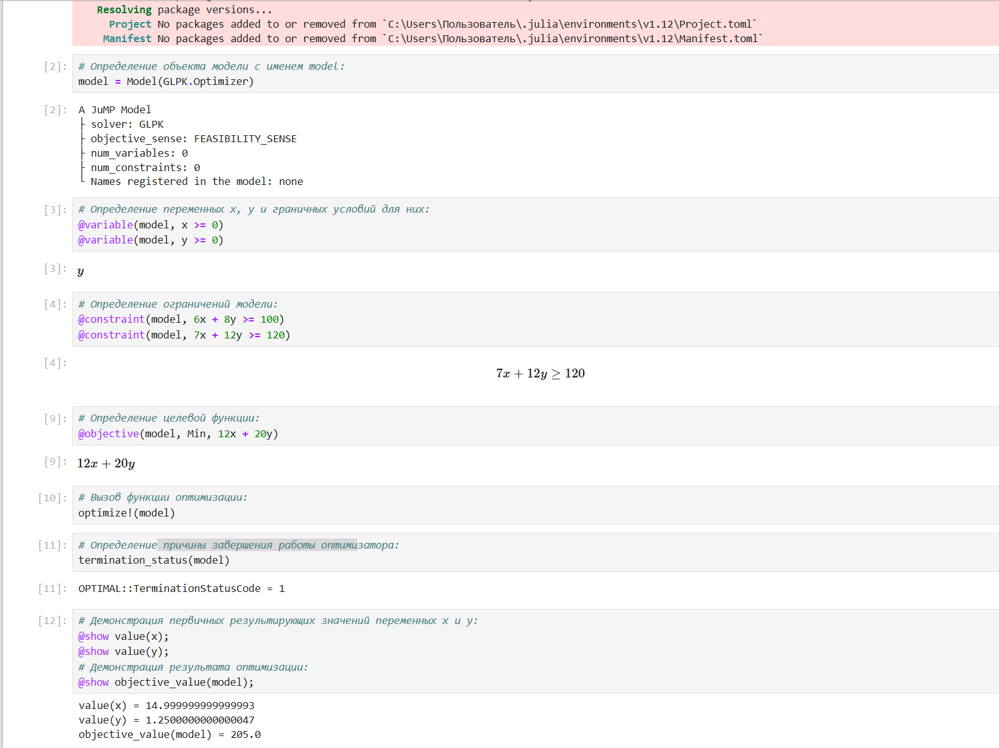 Resolving package versions...
Project No packages added to or removed from `C:\Users\Пользователь\.julia\environments\v1.12\Project.toml`
Manifest No packages added to or removed from `C:\Users\Пользователь\.julia\environments\v1.12\Manifest.toml`
[2]: # Определение объекта модели с именем model:
model = Model(GLPK.Optimizer)
[2]: A JuMP Model
├ solver: GLPK
├ objective_sense: FEASIBILITY_SENSE
├ num_variables: 0
├ num_constraints: 0
└ Names registered in the model: none
[3]: # Определение переменных x, y и граничных условий для них:
@variable(model, x >= 0)
@variable(model, y >= 0)
[3]: y
[4]: # Определение ограничений модели:
@constraint(model, 6x + 8y >= 100)
@constraint(model, 7x + 12y >= 120)
[4]:
7x + 12y ≥ 120
[9]: # Определение целевой функции:
@objective(model, Min, 12x + 20y)
[9]: 12x + 20y
[10]: # Вызов функции оптимизации:
optimize!(model)
[11]: # Определение причины завершения работы оптимизатора:
termination_status(model)
[11]: OPTIMAL::TerminationStatusCode = 1
[12]: # Демонстрация первичных результирующих значений переменных x и y:
@show value(x);
@show value(y);
# Демонстрация результата оптимизации:
@show objective_value(model);
value(x) = 14.999999999999993
value(y) = 1.2500000000000047
objective_value(model) = 205.0